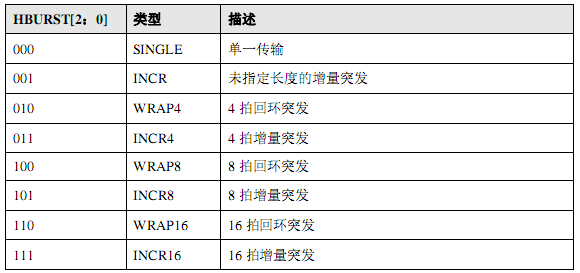 HBURST[2：0] 类型 描述
000 SINGLE 单一传输
001 INCR 未指定长度的增量突发
010 WRAP4 4 拍回环突发
011 INCR4 4 拍增量突发
100 WRAP8 8 拍回环突发
101 INCR8 8 拍增量突发
110 WRAP16 16 拍回环突发
111 INCR16 16 拍增量突发